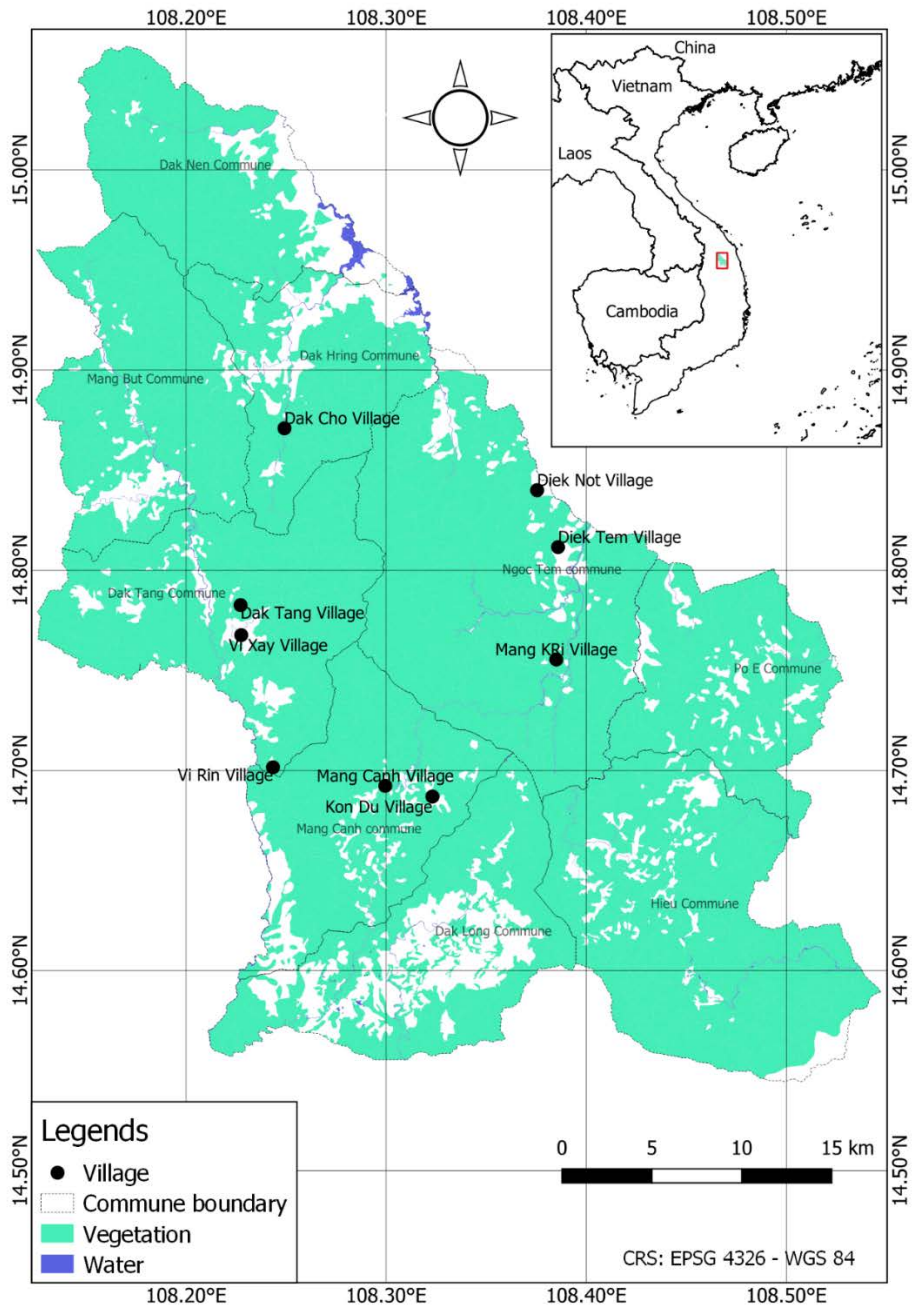 108.20°E 108.30°E 108.40°E 108.50°E
China
Vietnam
Laos
Cambodia
15.00°N 15.00°N
Dak Nen Commune
Dak Hring Commune
14.90°N 14.90°N
Mang But Commune
Dak Cho Village
Diek Not Village
Diek Tem Village
Ngoc Tem commune
14.80°N 14.80°N
Dak Tang Commune
Dak Tang Village
Vi Xay Village
Mang KRi Village
Po E Commune
14.70°N 14.70°N
Vi Rin Village
Mang Canh Village
Kon Du Village
Mang Canh commune
Hieu Commune
Dak Long Commune
14.60°N 14.60°N
Legends
Village
Commune boundary
Vegetation
Water
0 5 10 15 km
14.50°N 14.50°N
CRS: EPSG 4326 - WGS 84
108.20°E 108.30°E 108.40°E 108.50°E